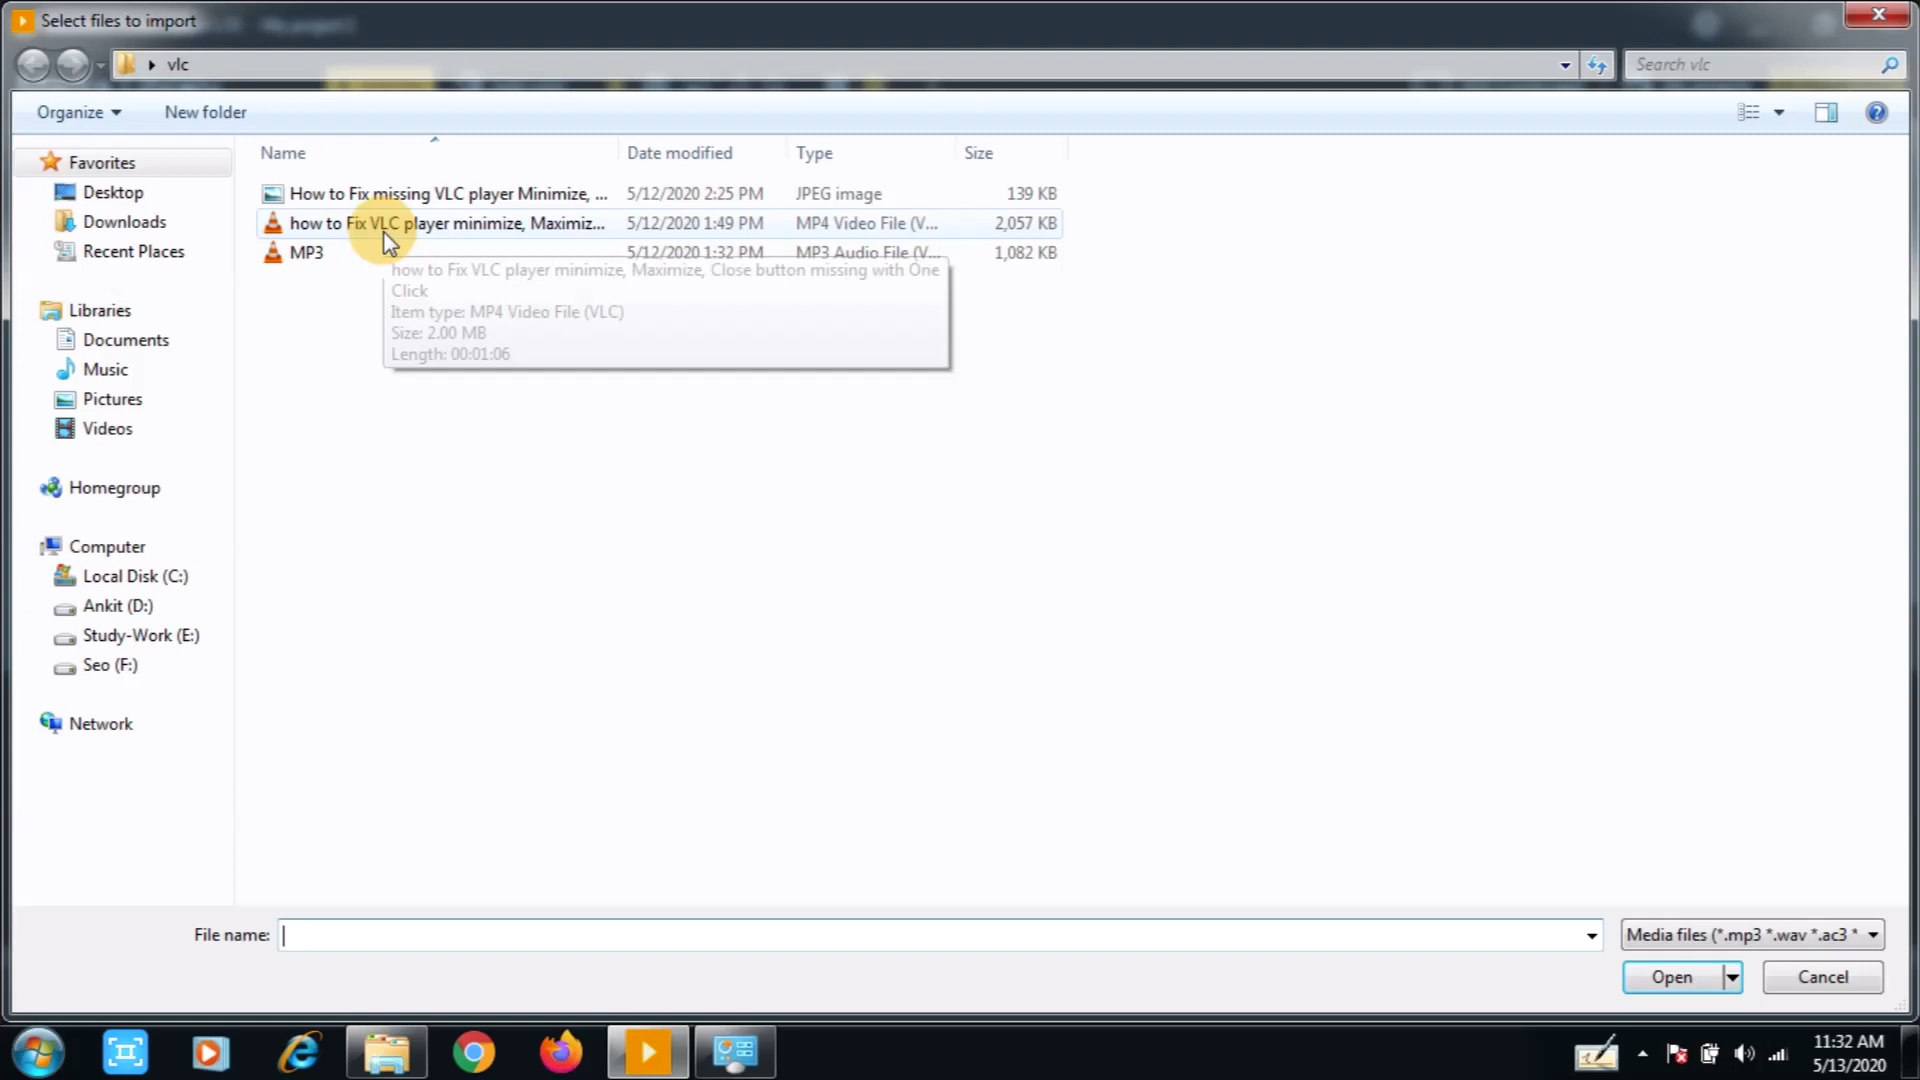 Select files to import
vlc
Search vlc
Organize
New folder
Name
Date modified
Type
Size
Favorites
Desktop
Downloads
Recent Places
Libraries
Documents
Music
Pictures
Videos
Homegroup
Computer
Local Disk (C:)
Ankit (D:)
Study-Work (E:)
Seo (F:)
Network
How to Fix missing VLC player Minimize, ... 5/12/2020 2:25 PM JPEG image 139 KB
how to Fix VLC player minimize, Maximiz... 5/12/2020 1:49 PM MP4 Video File (V... 2,057 KB
MP3 5/12/2020 1:32 PM MP3 Audio File (V... 1,082 KB
how to Fix VLC player minimize, Maximize, Close button missing with One
Click
Item type: MP4 Video File (VLC)
Size: 2.00 MB
Length: 00:01:06
File name:
Media files (*.mp3 *.wav *.ac3 *
Open
Cancel
11:32 AM
5/13/2020